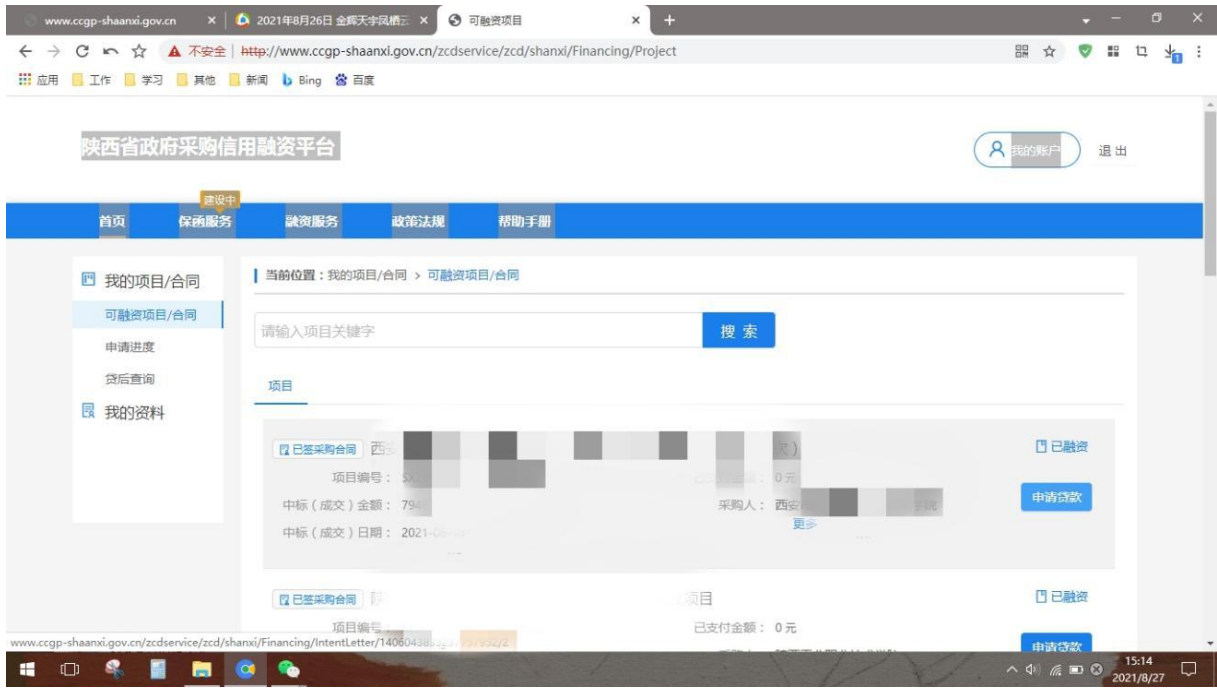 www.ccgp-shaanxi.gov.cn
2021年8月26日 金辉天宇凤栖云
可融资项目
不安全 http://www.ccgp-shaanxi.gov.cn/zcdservice/zcd/shanxi/Financing/Project
应用 工作 学习 其他 新闻 Bing 百度
陕西省政府采购信用融资平台
我的账户 退出
建设中
首页 保函服务 融资服务 政策法规 帮助手册
我的项目/合同
可融资项目/合同
申请进度
贷后查询
我的资料
当前位置：我的项目/合同 > 可融资项目/合同
请输入项目关键字 搜索
项目
已签采购合同 西安 次） 已融资
项目编号： SX 0 元
中标（成交）金额： 794 采购人： 西安 学院 申请贷款
更多
中标（成交）日期： 2021-08
已签采购合同 项目 已融资
项目编号： 已支付金额： 0 元
申请贷款
www.ccgp-shaanxi.gov.cn/zcdservice/zcd/shanxi/Financing/IntentLetter/
15:14
2021/8/27